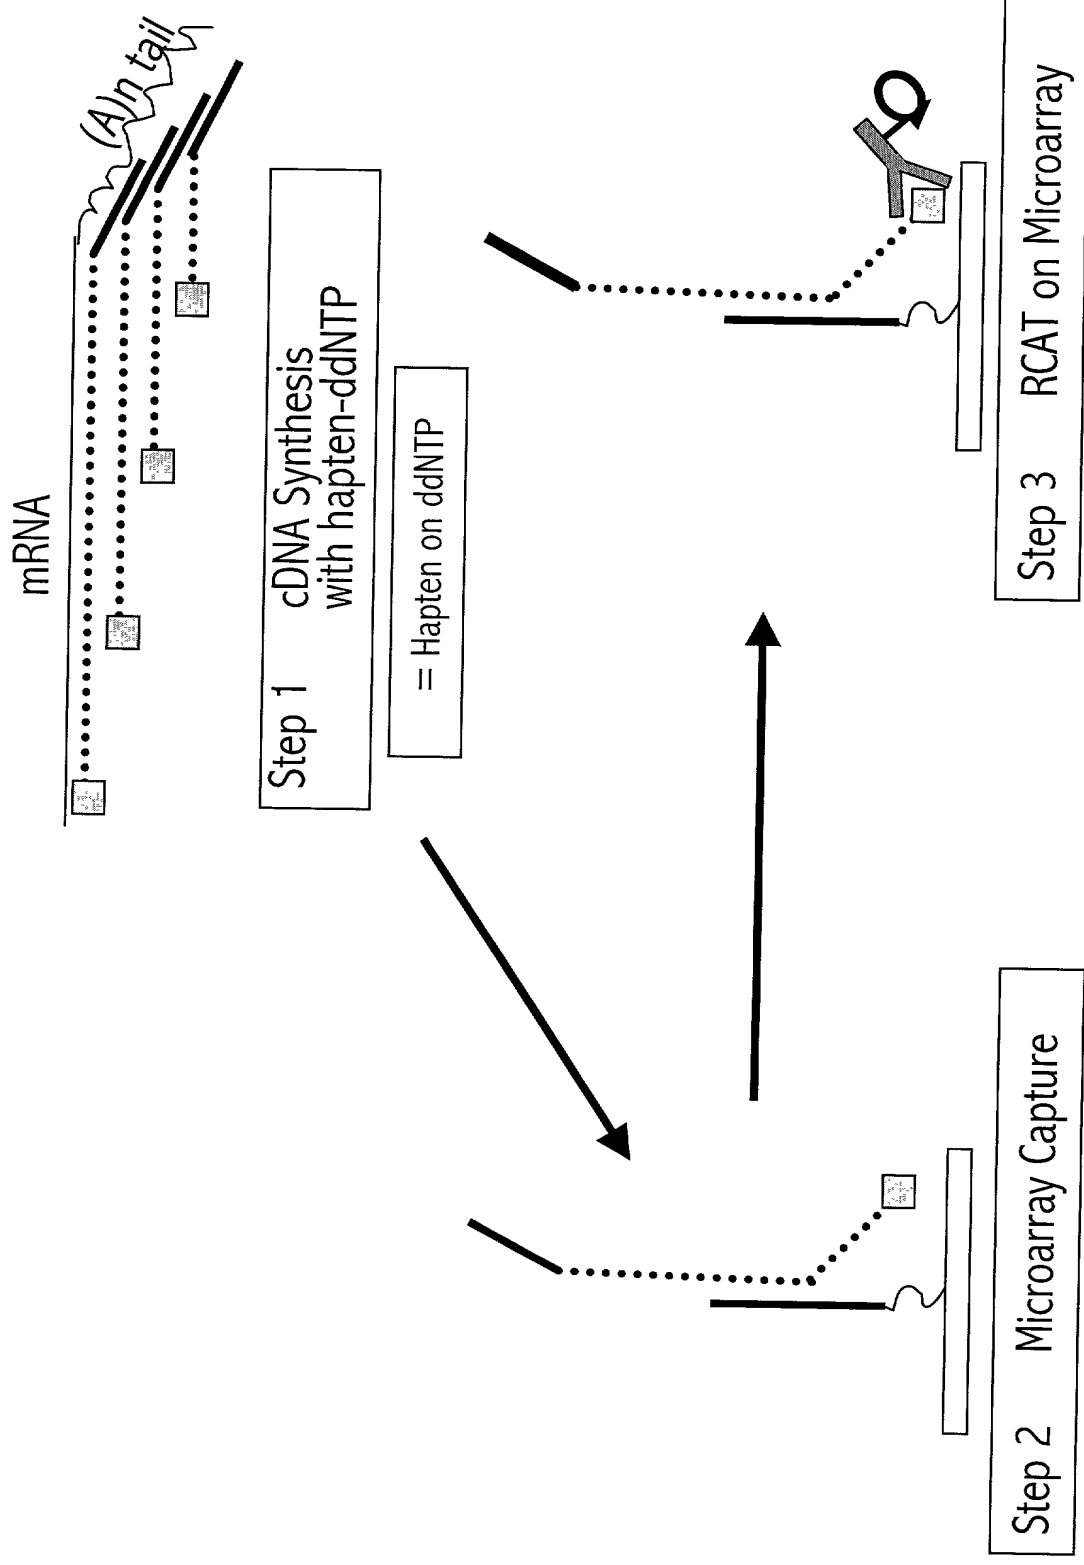 mRNA
(A)n tail
Step 1 cDNA Synthesis
with hapten-ddNTP
= Hapten on ddNTP
Step 2 Microarray Capture
Step 3 RCAT on Microarray